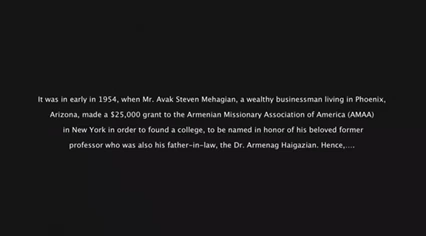 It was in early in 1954, when Mr. Avak Steven Mehagian, a wealthy businessman living in Phoenix,
Arizona, made a $25,000 grant to the Armenian Missionary Association of America (AMAA)
in New York in order to found a college, to be named in honor of his beloved former
professor who was also his father-in-law, the Dr. Armenag Haigazian. Hence,....